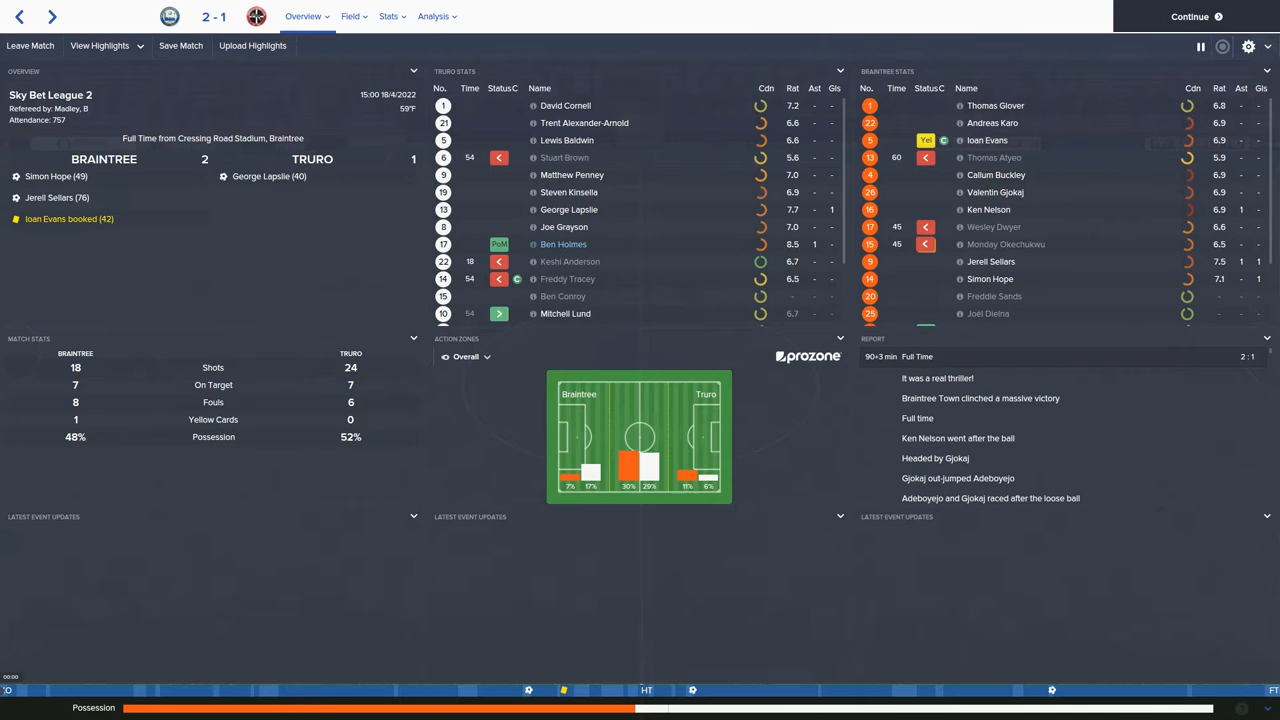 2 - 1
Overview
Field
Stats
Analysis
Continue
Leave Match
View Highlights
Save Match
Upload Highlights
OVERVIEW
Sky Bet League 2
15:00 18/4/2022
Refereed by: Madley, B
59°F
Attendance: 757
Full Time from Cressing Road Stadium, Braintree
BRAINTREE 2 TRURO 1
Simon Hope (49)
George Lapslie (40)
Jerell Sellars (76)
Ioan Evans booked (42)
TRURO STATS
No. Time Status C Name Cdn Rat Ast Gls
1 David Cornell 7.2 - -
21 Trent Alexander-Arnold 6.6 - -
5 Lewis Baldwin 6.6 - -
6 54 Stuart Brown 5.6 - -
9 Matthew Penney 7.0 - -
19 Steven Kinsella 6.9 - -
13 George Lapslie 7.7 - 1
8 Joe Grayson 7.0 - -
17 PoM Ben Holmes 8.5 1 -
22 18 Keshi Anderson 6.7 - -
14 54 C Freddy Tracey 6.5 - -
15 Ben Conroy - - -
10 54 Mitchell Lund 6.7 - -
BRAINTREE STATS
No. Time Status C Name Cdn Rat Ast Gls
1 Thomas Glover 6.8 - -
22 Andreas Karo 6.9 - -
5 Yel C Ioan Evans 6.9 - -
13 60 Thomas Atyeo 5.9 - -
4 Callum Buckley 6.9 - -
26 Valentin Gjokaj 6.9 - -
16 Ken Nelson 6.9 1 -
17 45 Wesley Dwyer 6.9 - -
15 45 Monday Okechukwu 6.5 - -
9 Jerell Sellars 7.5 1 1
14 Simon Hope 7.1 - 1
20 Freddie Sands - - -
25 Joël Dielna - - -
MATCH STATS
BRAINTREE TRURO
18 Shots 24
7 On Target 7
8 Fouls 6
1 Yellow Cards 0
48% Possession 52%
ACTION ZONES
Overall
prozone
Braintree Truro
7% 17% 30% 29% 11% 6%
REPORT
90+3 min Full Time 2 : 1
It was a real thriller!
Braintree Town clinched a massive victory
Full time
Ken Nelson went after the ball
Headed by Gjokaj
Gjokaj out-jumped Adeboyejo
Adeboyejo and Gjokaj raced after the loose ball
LATEST EVENT UPDATES
LATEST EVENT UPDATES
LATEST EVENT UPDATES
00:00
HT
FT
Possession